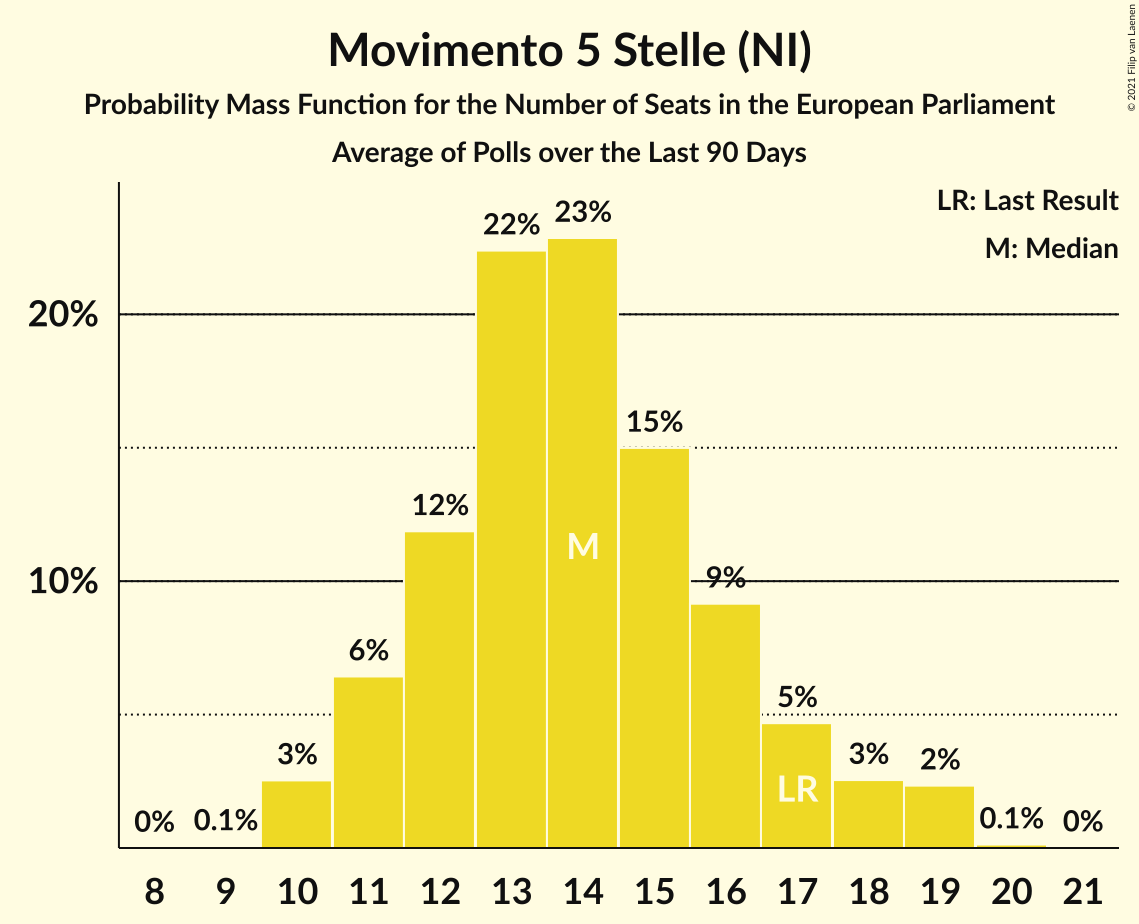 Movimento 5 Stelle (NI)
Probability Mass Function for the Number of Seats in the European Parliament
Average of Polls over the Last 90 Days
© 2021 Filip van Laenen
LR: Last Result
M: Median
20%
10%
0%
0.1%
3%
6%
12%
22%
23%
15%
9%
5%
3%
2%
0.1%
0%
M
LR
8 9 10 11 12 13 14 15 16 17 18 19 20 21